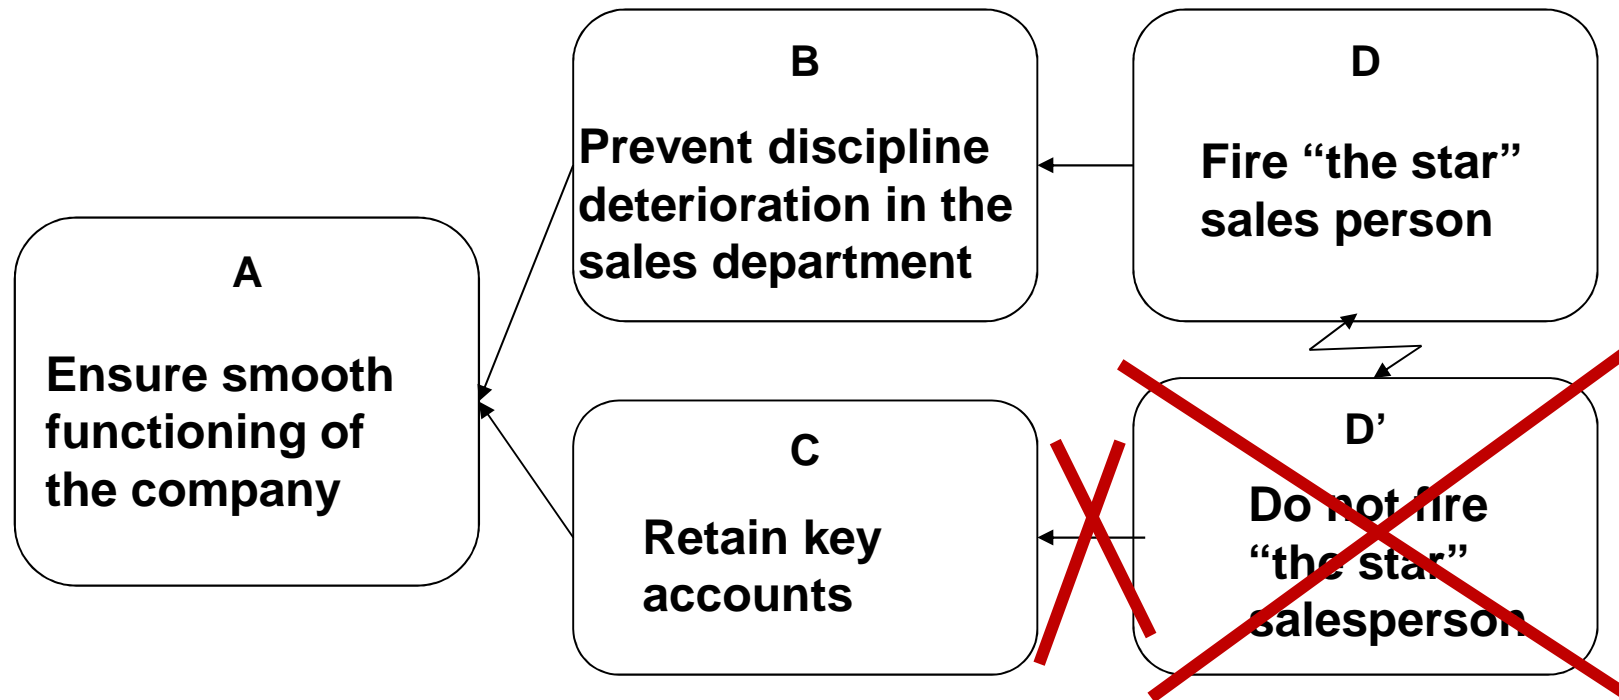 A
Ensure smooth
functioning of
the company
B
Prevent discipline
deterioration in the
sales department
C
Retain key
accounts
D
Fire “the star”
sales person
D’
Do not fire
“the star”
salesperson